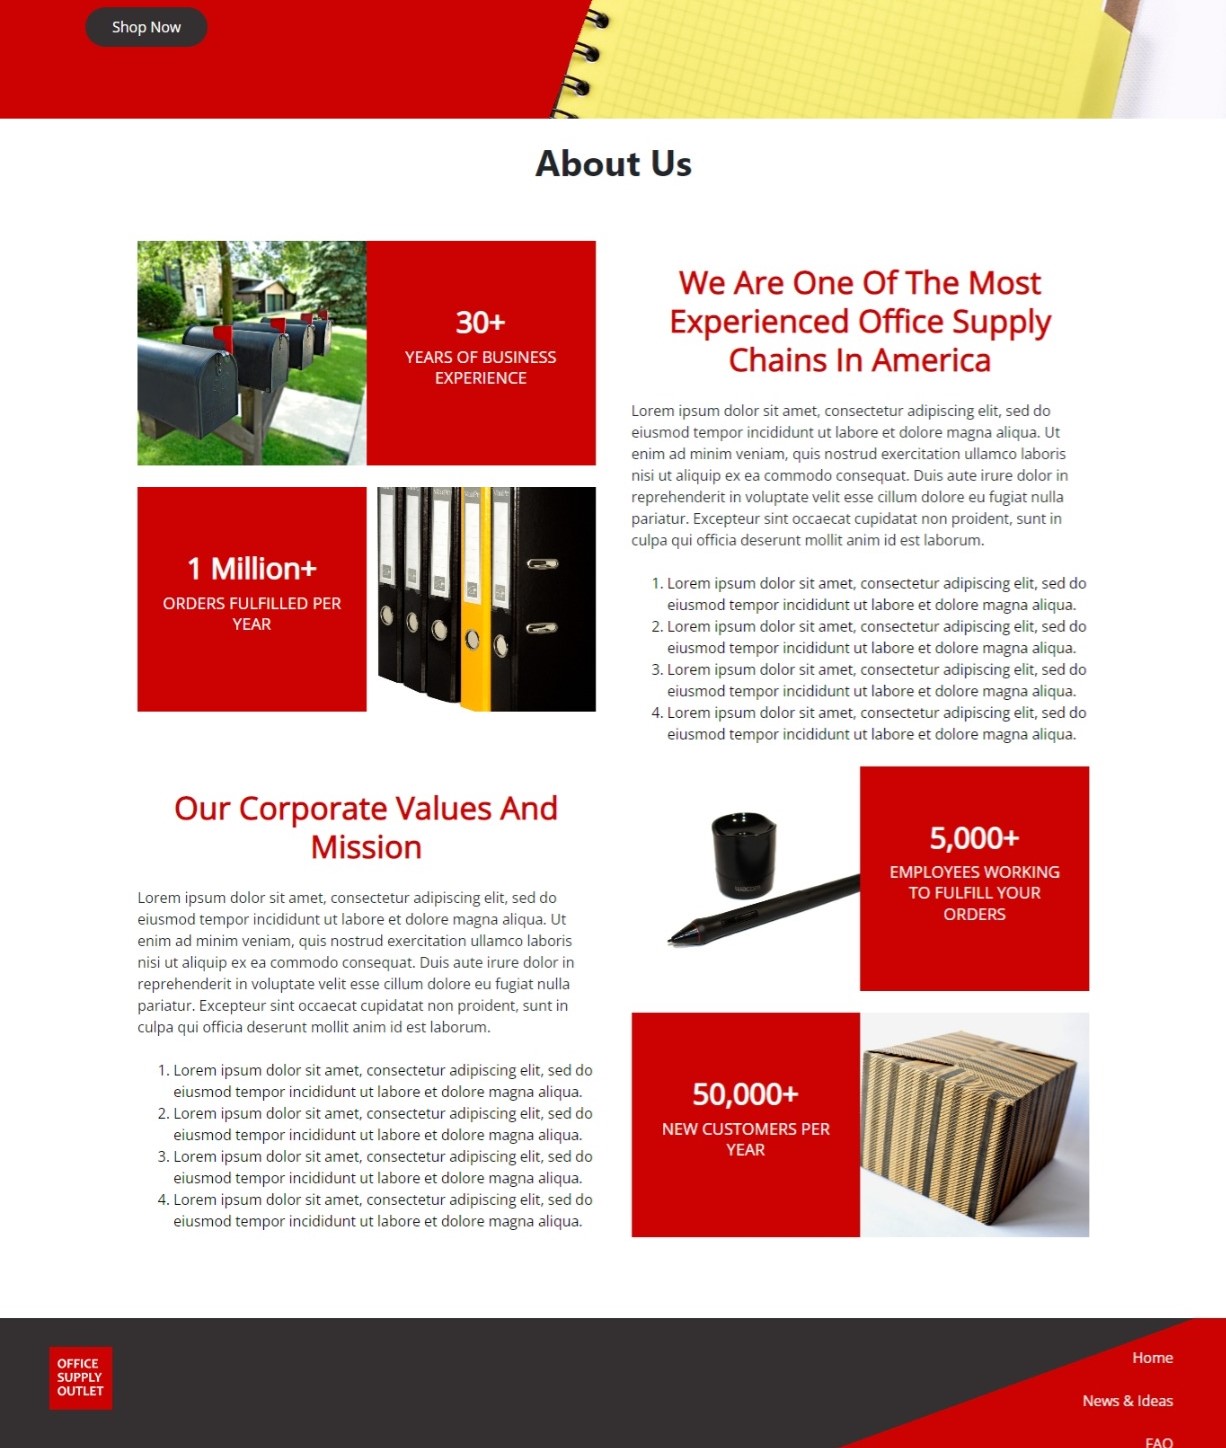 Shop Now
About Us
30+
YEARS OF BUSINESS
EXPERIENCE
1 Million+
ORDERS FULFILLED PER
YEAR
We Are One Of The Most
Experienced Office Supply
Chains In America
Lorem ipsum dolor sit amet, consectetur adipiscing elit, sed do
eiusmod tempor incididunt ut labore et dolore magna aliqua. Ut
enim ad minim veniam, quis nostrud exercitation ullamco laboris
nisi ut aliquip ex ea commodo consequat. Duis aute irure dolor in
reprehenderit in voluptate velit esse cillum dolore eu fugiat nulla
pariatur. Excepteur sint occaecat cupidatat non proident, sunt in
culpa qui officia deserunt mollit anim id est laborum.
1. Lorem ipsum dolor sit amet, consectetur adipiscing elit, sed do
eiusmod tempor incididunt ut labore et dolore magna aliqua.
2. Lorem ipsum dolor sit amet, consectetur adipiscing elit, sed do
eiusmod tempor incididunt ut labore et dolore magna aliqua.
3. Lorem ipsum dolor sit amet, consectetur adipiscing elit, sed do
eiusmod tempor incididunt ut labore et dolore magna aliqua.
4. Lorem ipsum dolor sit amet, consectetur adipiscing elit, sed do
eiusmod tempor incididunt ut labore et dolore magna aliqua.
Our Corporate Values And
Mission
Lorem ipsum dolor sit amet, consectetur adipiscing elit, sed do
eiusmod tempor incididunt ut labore et dolore magna aliqua. Ut
enim ad minim veniam, quis nostrud exercitation ullamco laboris
nisi ut aliquip ex ea commodo consequat. Duis aute irure dolor in
reprehenderit in voluptate velit esse cillum dolore eu fugiat nulla
pariatur. Excepteur sint occaecat cupidatat non proident, sunt in
culpa qui officia deserunt mollit anim id est laborum.
1. Lorem ipsum dolor sit amet, consectetur adipiscing elit, sed do
eiusmod tempor incididunt ut labore et dolore magna aliqua.
2. Lorem ipsum dolor sit amet, consectetur adipiscing elit, sed do
eiusmod tempor incididunt ut labore et dolore magna aliqua.
3. Lorem ipsum dolor sit amet, consectetur adipiscing elit, sed do
eiusmod tempor incididunt ut labore et dolore magna aliqua.
4. Lorem ipsum dolor sit amet, consectetur adipiscing elit, sed do
eiusmod tempor incididunt ut labore et dolore magna aliqua.
5,000+
EMPLOYEES WORKING
TO FULFILL YOUR
ORDERS
50,000+
NEW CUSTOMERS PER
YEAR
OFFICE
SUPPLY
OUTLET
Home
News & Ideas
FAQ